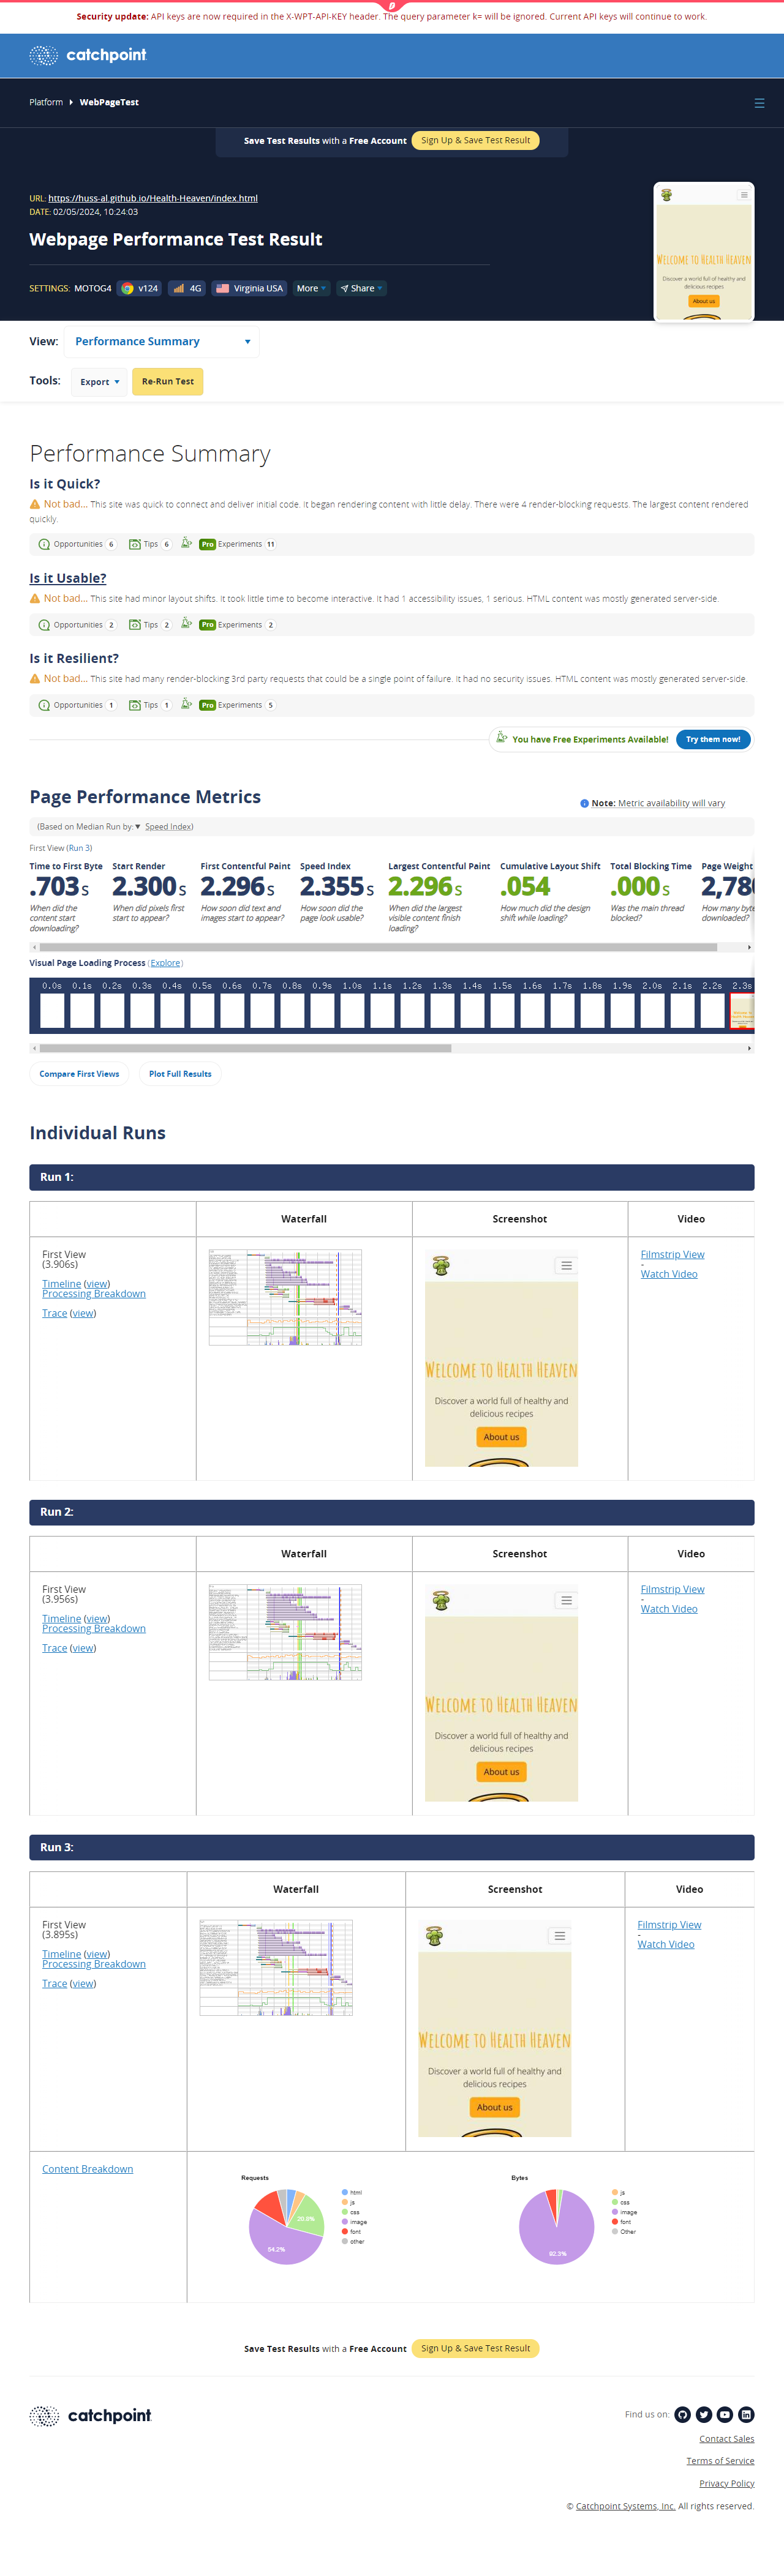 Security update: API keys are now required in the X-WPT-API-KEY header. The query parameter k= will be ignored. Current API keys will continue to work.
catchpoint
Platform WebPageTest
Save Test Results with a Free Account Sign Up & Save Test Result
URL: https://huss-al.github.io/Health-Heaven/index.html
DATE: 02/05/2024, 10:24:03
Webpage Performance Test Result
SETTINGS: MOTOG4 v124 4G Virginia USA More Share
Welcome to Health Heaven
Discover a world full of healthy and
delicious recipes
About us
View: Performance Summary
Tools: Export Re-Run Test
Performance Summary
Is it Quick?
Not bad... This site was quick to connect and deliver initial code. It began rendering content with little delay. There were 4 render-blocking requests. The largest content rendered
quickly.
Opportunities 6 Tips 6 Pro Experiments 11
Is it Usable?
Not bad... This site had minor layout shifts. It took little time to become interactive. It had 1 accessibility issues, 1 serious. HTML content was mostly generated server-side.
Opportunities 2 Tips 2 Pro Experiments 2
Is it Resilient?
Not bad... This site had many render-blocking 3rd party requests that could be a single point of failure. It had no security issues. HTML content was mostly generated server-side.
Opportunities 1 Tips 1 Pro Experiments 5
You have Free Experiments Available! Try them now!
Page Performance Metrics
Note: Metric availability will vary
(Based on Median Run by: Speed Index)
First View (Run 3)
Time to First Byte Start Render First Contentful Paint Speed Index Largest Contentful Paint Cumulative Layout Shift Total Blocking Time Page Weight
.703s 2.300s 2.296s 2.355s 2.296s .054 .000s 2,780
When did the When did pixels first How soon did text and How soon did the When did the largest How much did the design Was the main thread How many byte
content start start to appear? images start to appear? page look usable? visible content finish shift while loading? blocked? downloaded?
downloading? loading?
Visual Page Loading Process (Explore)
0.0s 0.1s 0.2s 0.3s 0.4s 0.5s 0.6s 0.7s 0.8s 0.9s 1.0s 1.1s 1.2s 1.3s 1.4s 1.5s 1.6s 1.7s 1.8s 1.9s 2.0s 2.1s 2.2s 2.3s
Compare First Views Plot Full Results
Individual Runs
Run 1:
Waterfall Screenshot Video
First View
(3.906s)
Timeline (view)
Processing Breakdown
Trace (view)
Welcome to Health Heaven
Discover a world full of healthy and
delicious recipes
About us
Filmstrip View
-
Watch Video
Run 2:
Waterfall Screenshot Video
First View
(3.956s)
Timeline (view)
Processing Breakdown
Trace (view)
Welcome to Health Heaven
Discover a world full of healthy and
delicious recipes
About us
Filmstrip View
-
Watch Video
Run 3:
Waterfall Screenshot Video
First View
(3.895s)
Timeline (view)
Processing Breakdown
Trace (view)
Welcome to Health Heaven
Discover a world full of healthy and
delicious recipes
About us
Filmstrip View
-
Watch Video
Content Breakdown
Requests
html
js
css
image
font
other
20.8%
54.2%
Bytes
js
css
image
font
Other
92.3%
Save Test Results with a Free Account Sign Up & Save Test Result
catchpoint
Find us on:
Contact Sales
Terms of Service
Privacy Policy
© Catchpoint Systems, Inc. All rights reserved.